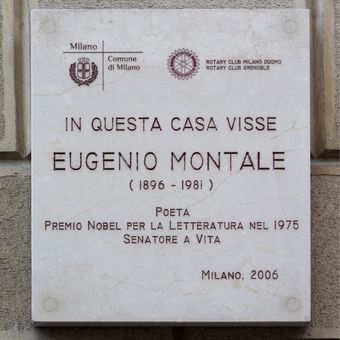 Milano
Comune
di Milano
ROTARY CLUB MILANO DUOMO
ROTARY CLUB GRENOBLE
IN QUESTA CASA VISSE
EUGENIO MONTALE
(1896 - 1981)
POETA
PREMIO NOBEL PER LA LETTERATURA NEL 1975
SENATORE A VITA
MILANO, 2006